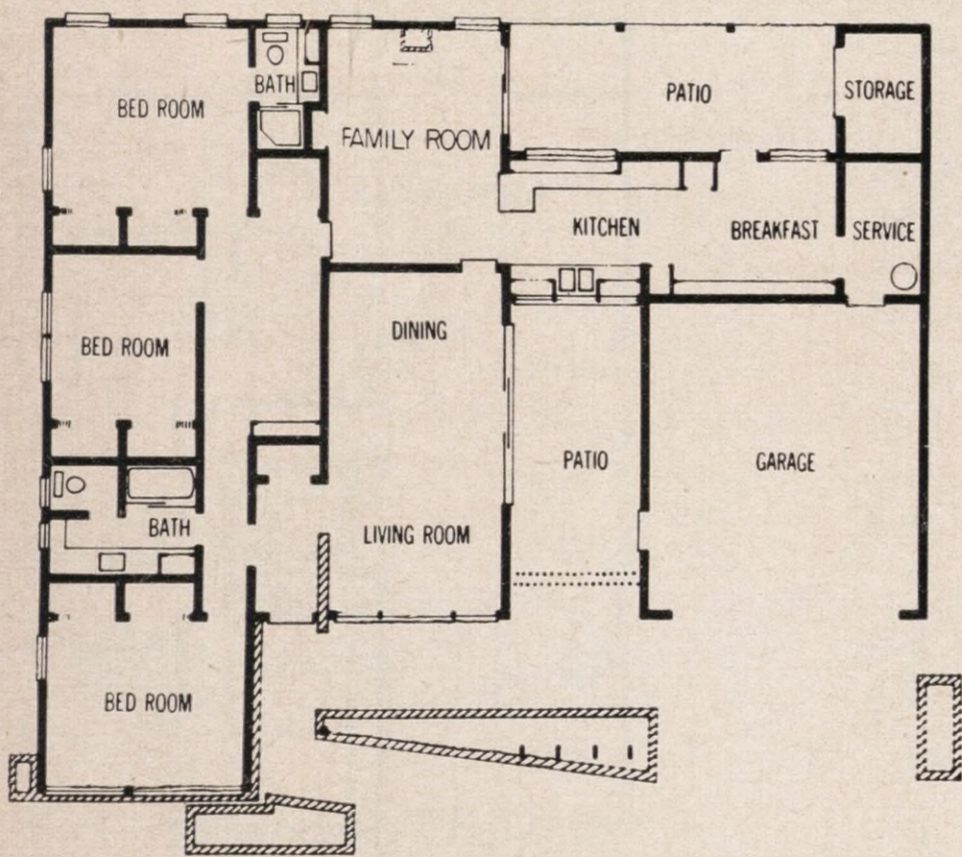 BED ROOM
BATH
FAMILY ROOM
PATIO
STORAGE
KITCHEN
BREAKFAST
SERVICE
BED ROOM
DINING
PATIO
GARAGE
BATH
LIVING ROOM
BED ROOM